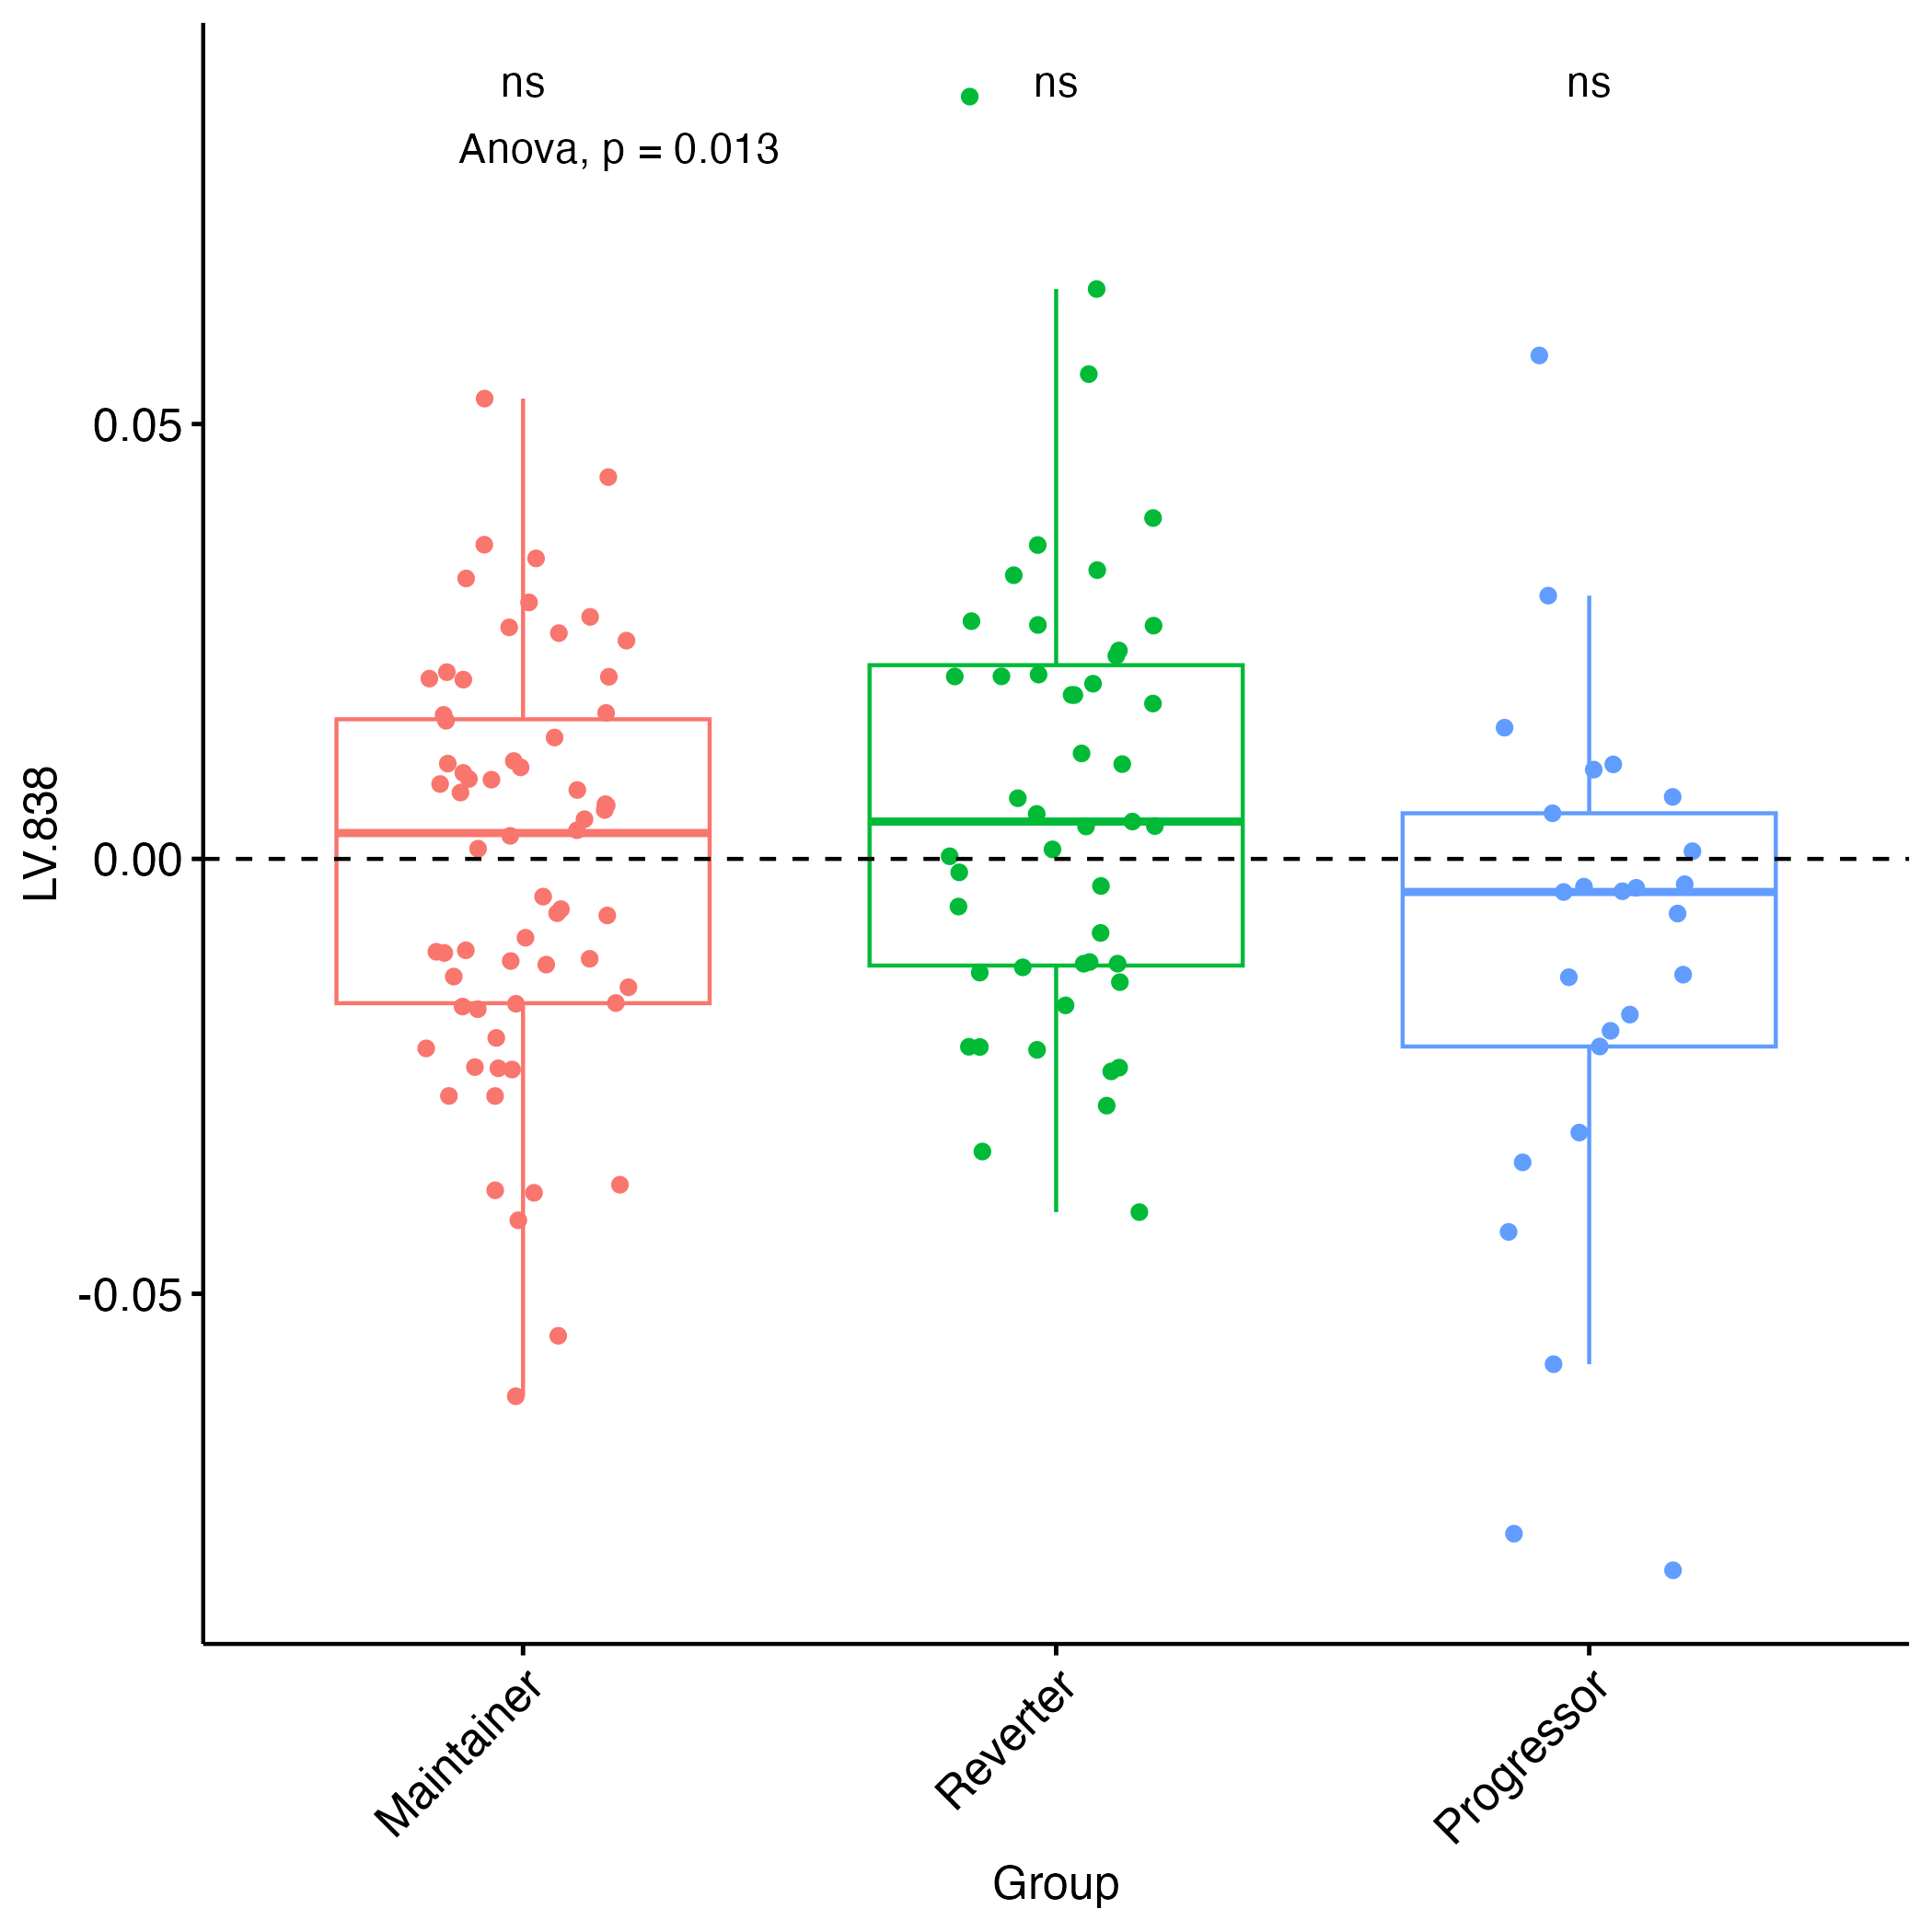 ns ns ns
Anova, p = 0.013
0.05
0.00
-0.05
LV.838
Maintainer Reverter Progressor
Group